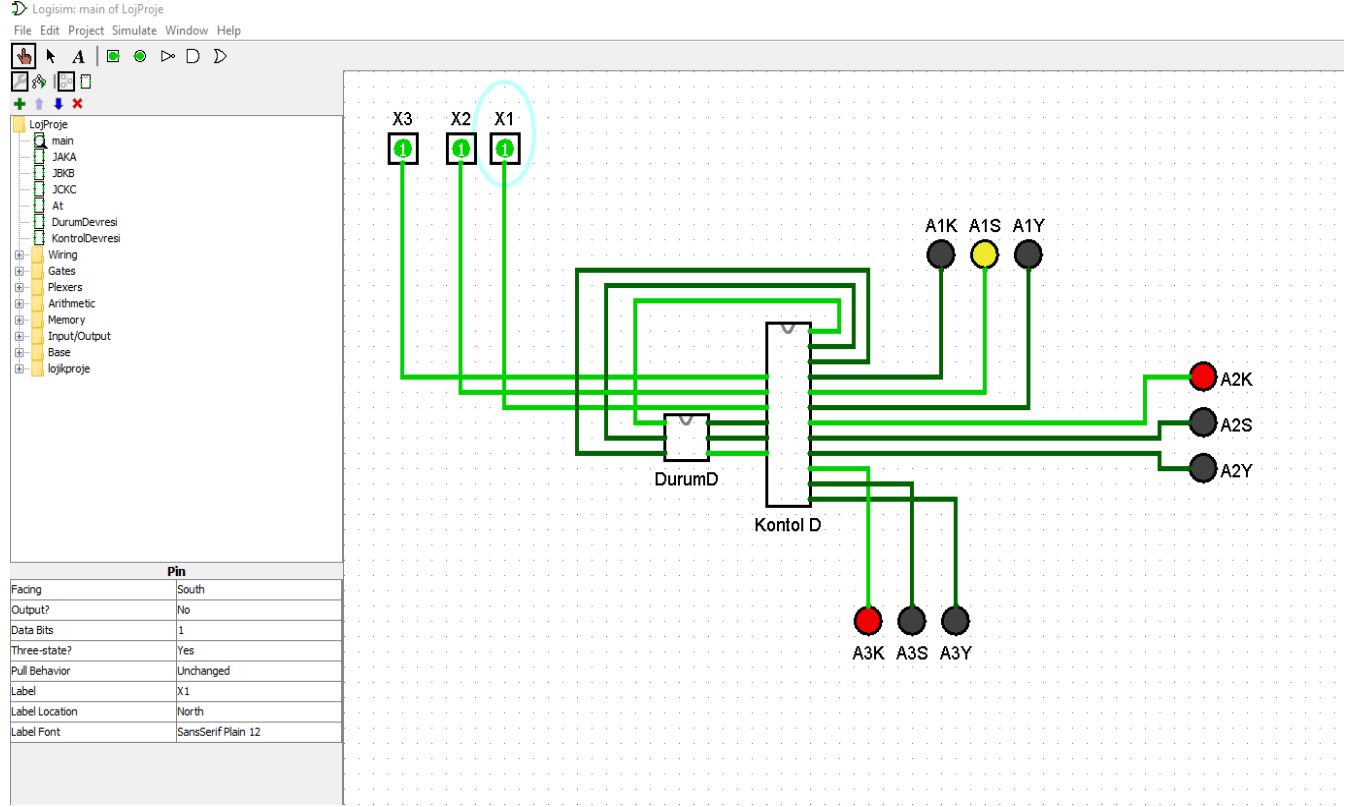 Logisim: main of LojProje
File Edit Project Simulate Window Help
A
LojProje
main
JAKA
JBKB
JCKC
At
DurumDevresi
KontrolDevresi
Wiring
Gates
Plexers
Arithmetic
Memory
Input/Output
Base
lojikproje
Pin
Facing South
Output? No
Data Bits 1
Three-state? Yes
Pull Behavior Unchanged
Label X1
Label Location North
Label Font SansSerif Plain 12
X3 X2 X1
1 1 1
A1K A1S A1Y
A2K
A2S
A2Y
DurumD
Kontol D
A3K A3S A3Y